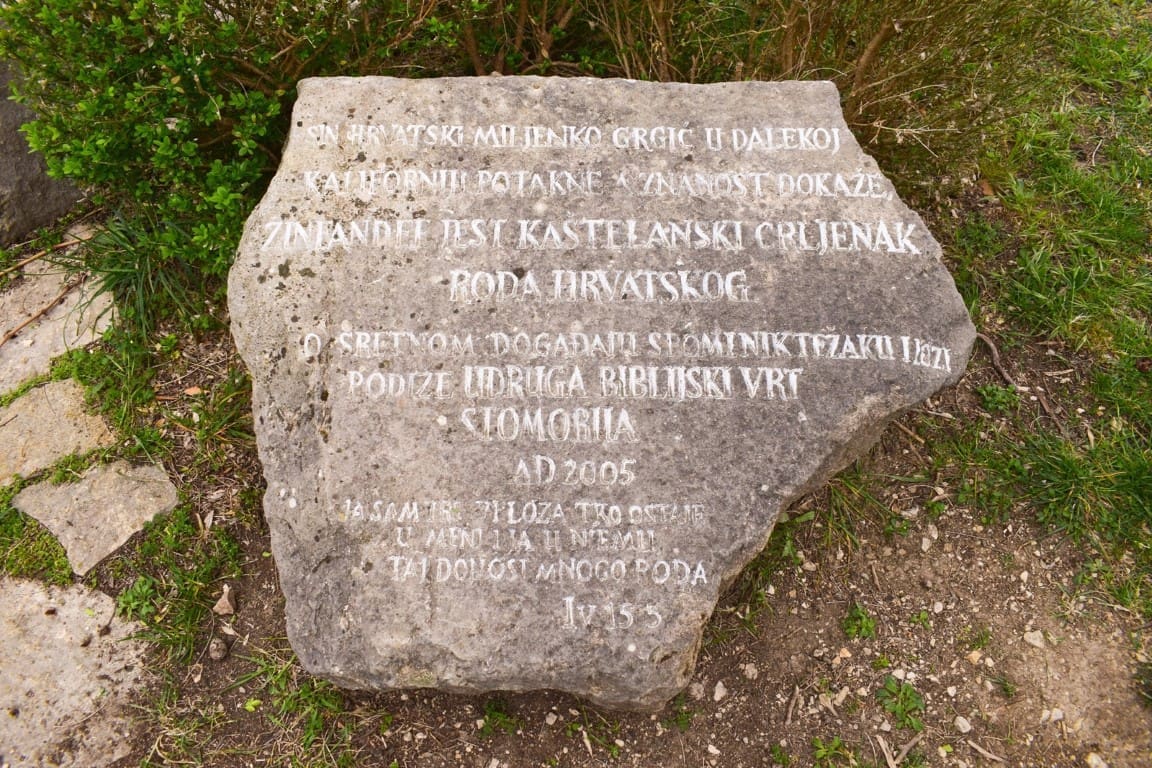 SIN HRVATSKI MILJENKO GRGIĆ U DALEKOJ
KALIFORNIJI POTAKNE A ZNANOST DOKAŽE,
ZINFANDEL JEST KAŠTELANSKI CRLJENAK
RODA HRVATSKOG
O SRETNOM DOGAĐAJU SPOMENIK TEŽAKU I
PODIŽE UDRUGA BIBLIJSKI VRT
STOMORIJA
AD 2005
JA SAM TRS VI LOZA TKO OSTAJE
U MENI I JA U NJEMU
TAJ DONOSI MNOGO RODA
IV 15 5